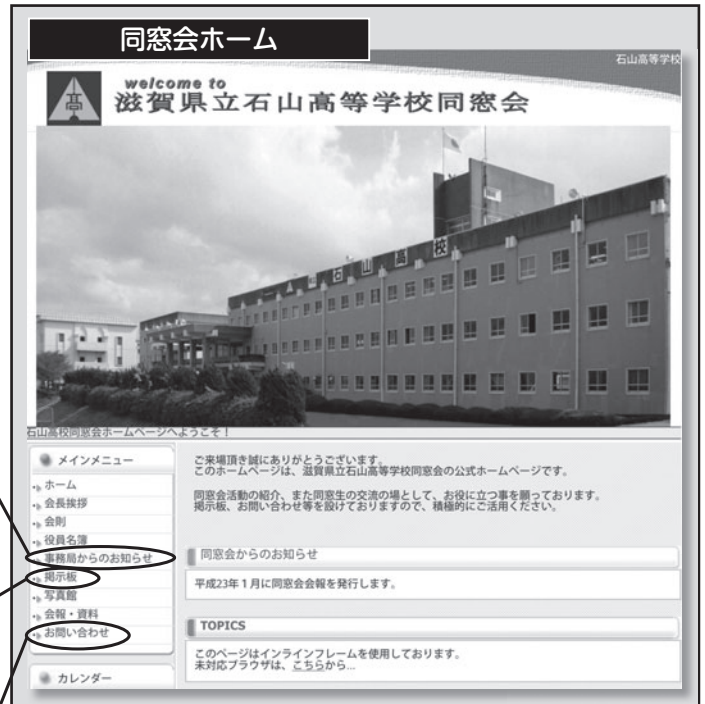 同窓会ホーム
石山高等学校
welcome to
滋賀県立石山高等学校同窓会
石山高校
石山高校同窓会ホームページへようこそ！
メインメニュー
ホーム
会長挨拶
会則
役員名簿
事務局からのお知らせ
掲示板
写真館
会報・資料
お問い合わせ
カレンダー
ご来場頂き誠にありがとうございます。
このホームページは、滋賀県立石山高等学校同窓会の公式ホームページです。
同窓会活動の紹介、また同窓生の交流の場として、お役に立つ事を願っております。
掲示板、お問い合わせ等を設けておりますので、積極的にご活用ください。
同窓会からのお知らせ
平成23年1月に同窓会会報を発行します。
TOPICS
このページはインラインフレームを使用しております。
未対応ブラウザは、こちらから...